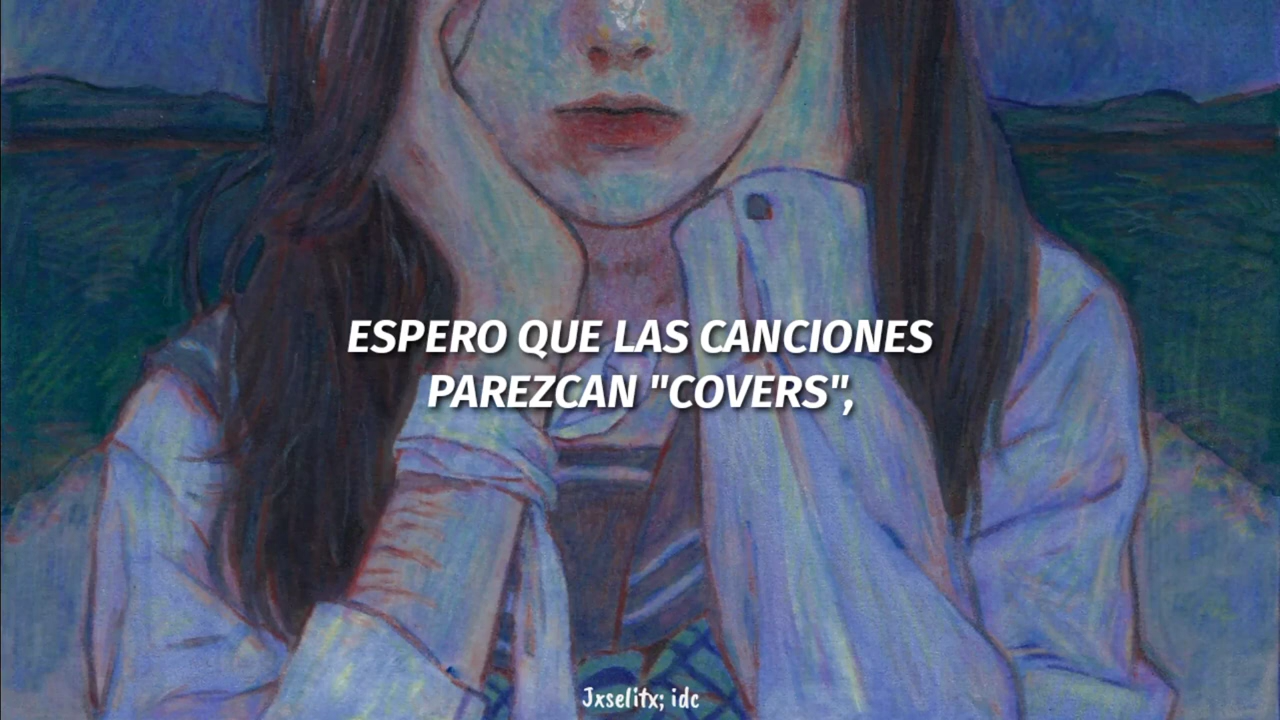 ESPERO QUE LAS CANCIONES
PAREZCAN "COVERS",
Jxselitx; idc